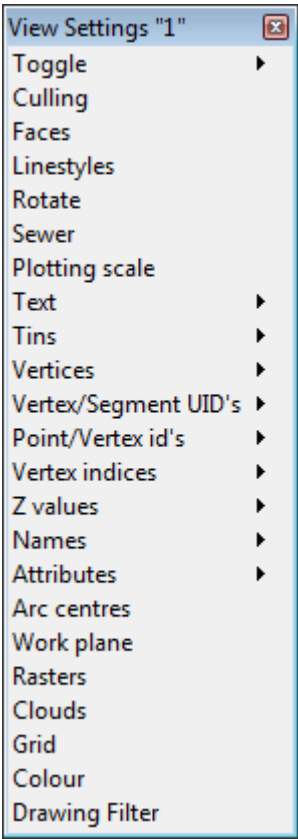 View Settings "1"
Toggle
Culling
Faces
Linestyles
Rotate
Sewer
Plotting scale
Text
Tins
Vertices
Vertex/Segment UID's
Point/Vertex id's
Vertex indices
Z values
Names
Attributes
Arc centres
Work plane
Rasters
Clouds
Grid
Colour
Drawing Filter